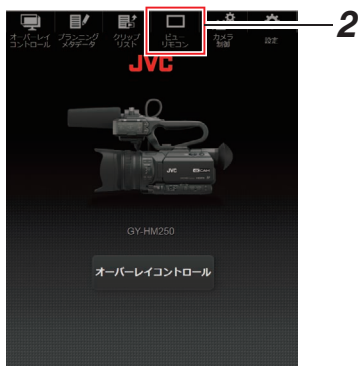 オーバーレイ
コントロール
プランニング
メタデータ
クリップ
リスト
ビュー
リモコン
カメラ
制御
設定
2
JVC
JVC
GY-HM250
オーバーレイコントロール